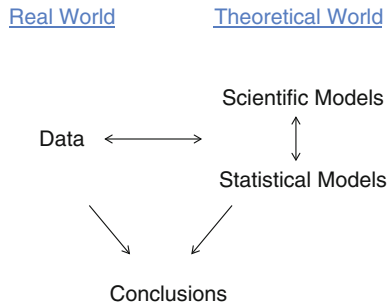 Real World Theoretical World
Scientific Models
Data
Statistical Models
Conclusions